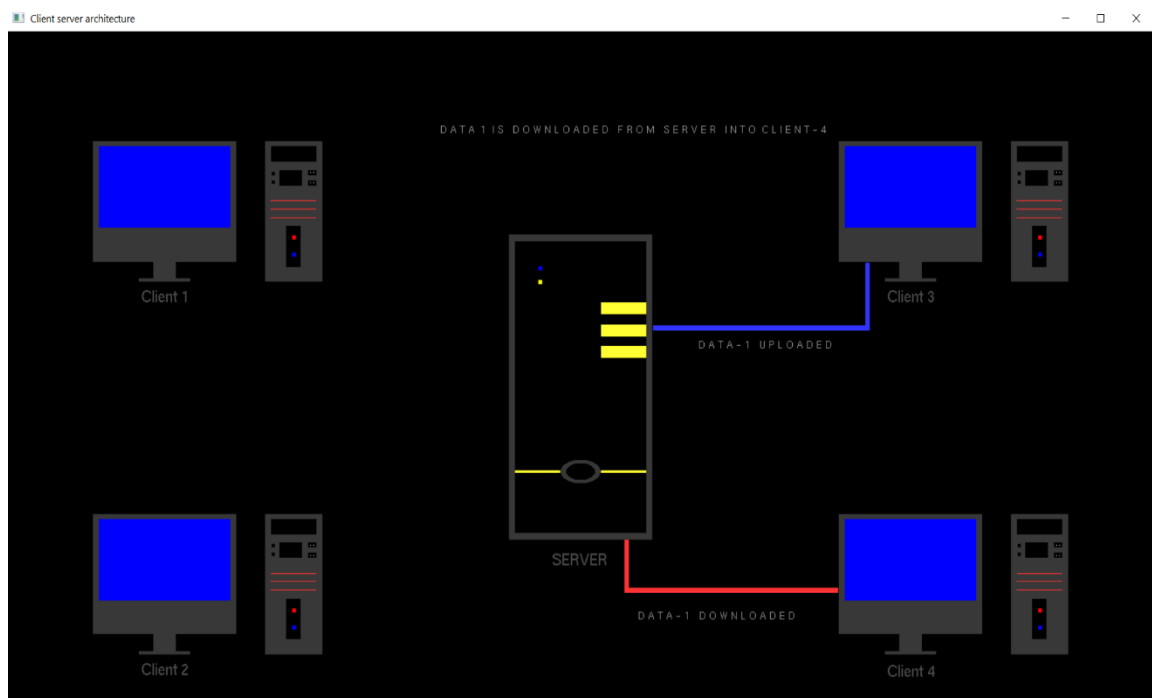 Client server architecture
DATA 1 IS DOWNLOADED FROM SERVER INTO CLIENT-4
Client 1
Client 3
DATA-1 UPLOADED
SERVER
DATA-1 DOWNLOADED
Client 2
Client 4